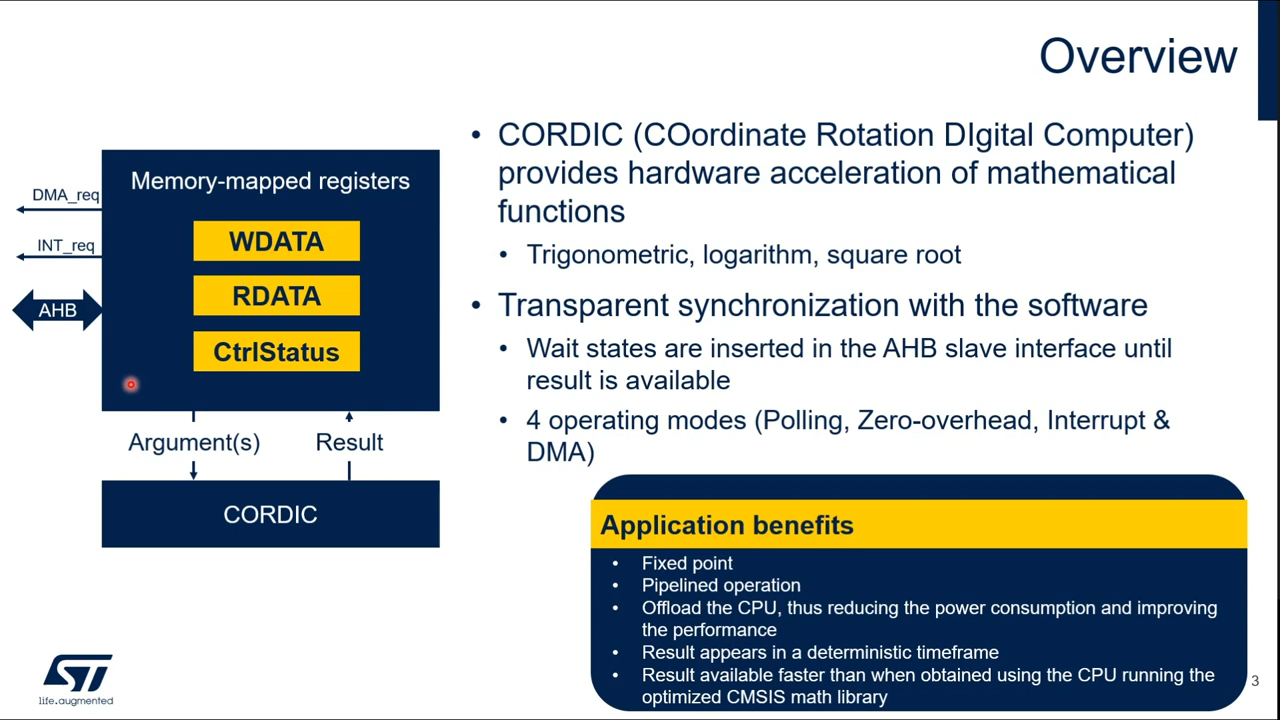 Overview
Memory-mapped registers
WDATA
RDATA
CtrlStatus
DMA_req
INT_req
AHB
Argument(s)
Result
CORDIC
• CORDIC (COordinate Rotation DIgital Computer)
provides hardware acceleration of mathematical
functions
• Trigonometric, logarithm, square root
• Transparent synchronization with the software
• Wait states are inserted in the AHB slave interface until
result is available
• 4 operating modes (Polling, Zero-overhead, Interrupt &
DMA)
Application benefits
• Fixed point
• Pipelined operation
• Offload the CPU, thus reducing the power consumption and improving
the performance
• Result appears in a deterministic timeframe
• Result available faster than when obtained using the CPU running the
optimized CMSIS math library
ST
life.augmented
3